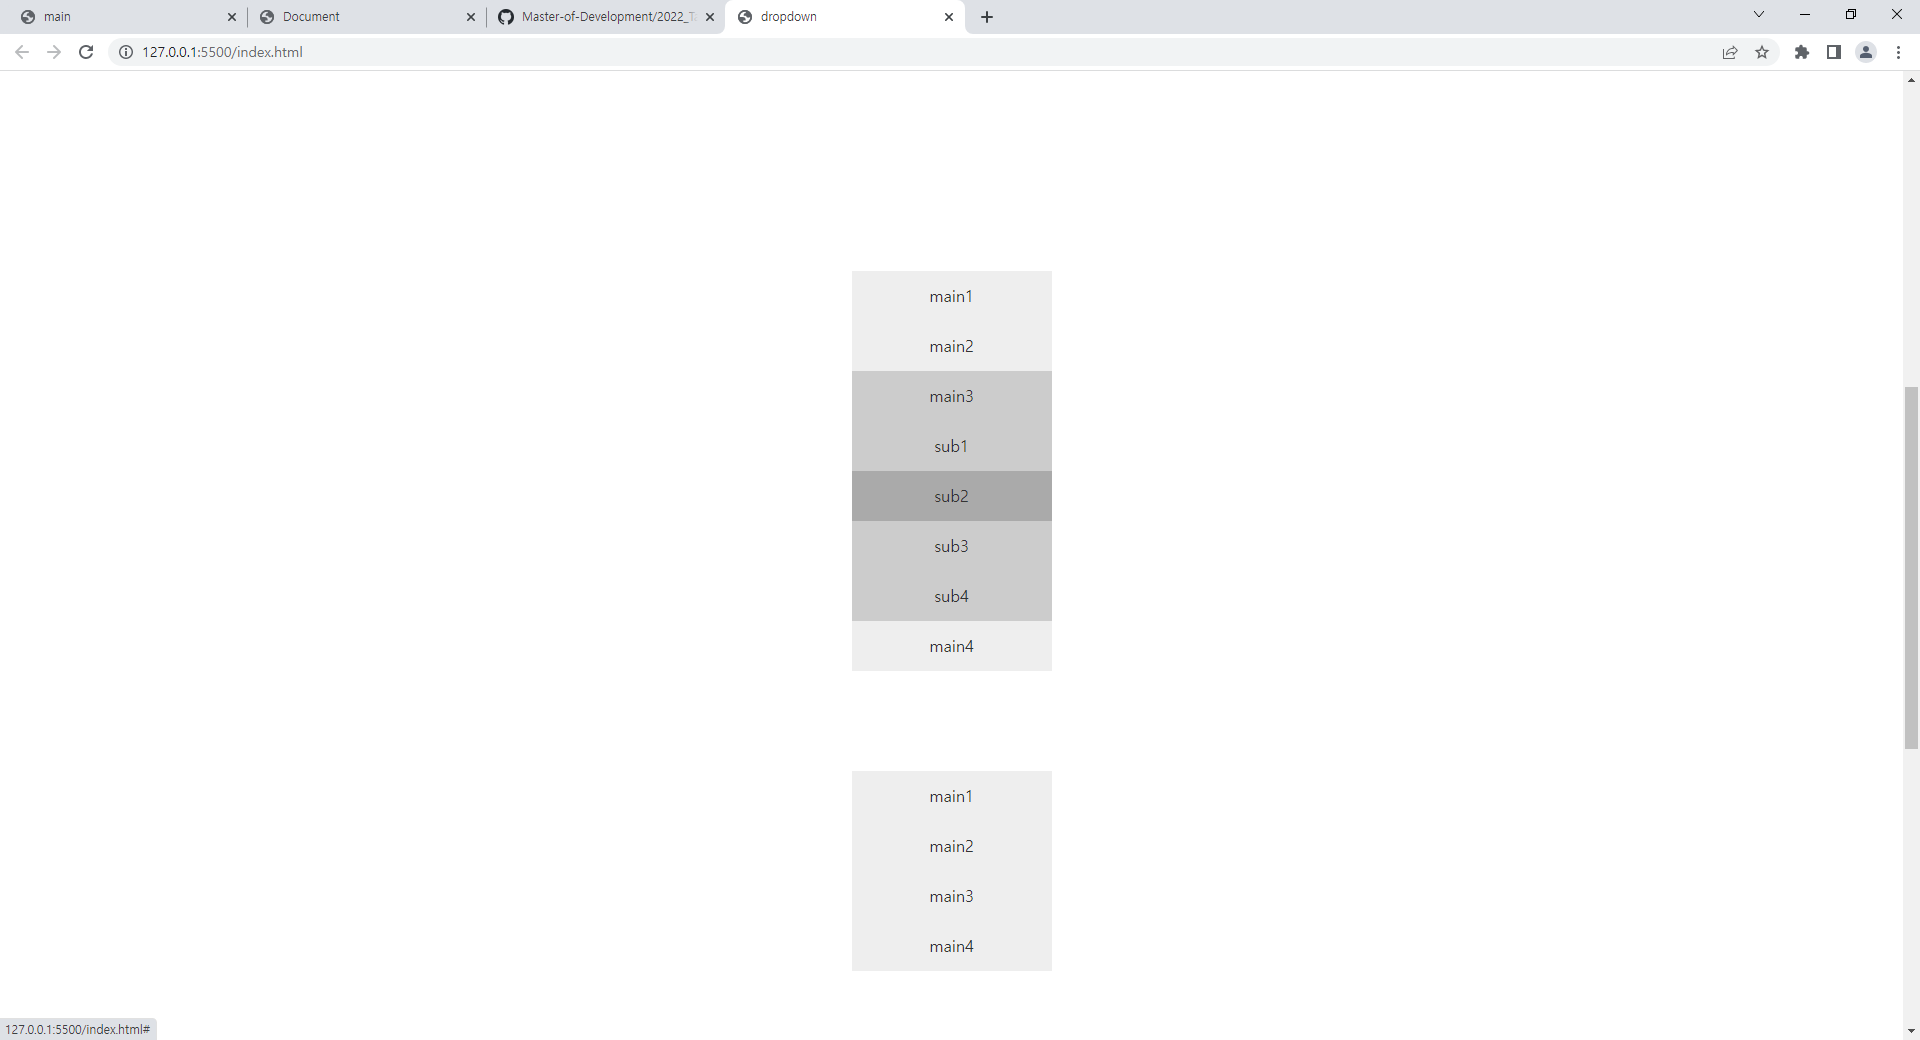 main
Document
Master-of-Development/2022_T
dropdown
127.0.0.1:5500/index.html
main1
main2
main3
sub1
sub2
sub3
sub4
main4
main1
main2
main3
main4
127.0.0.1:5500/index.html#